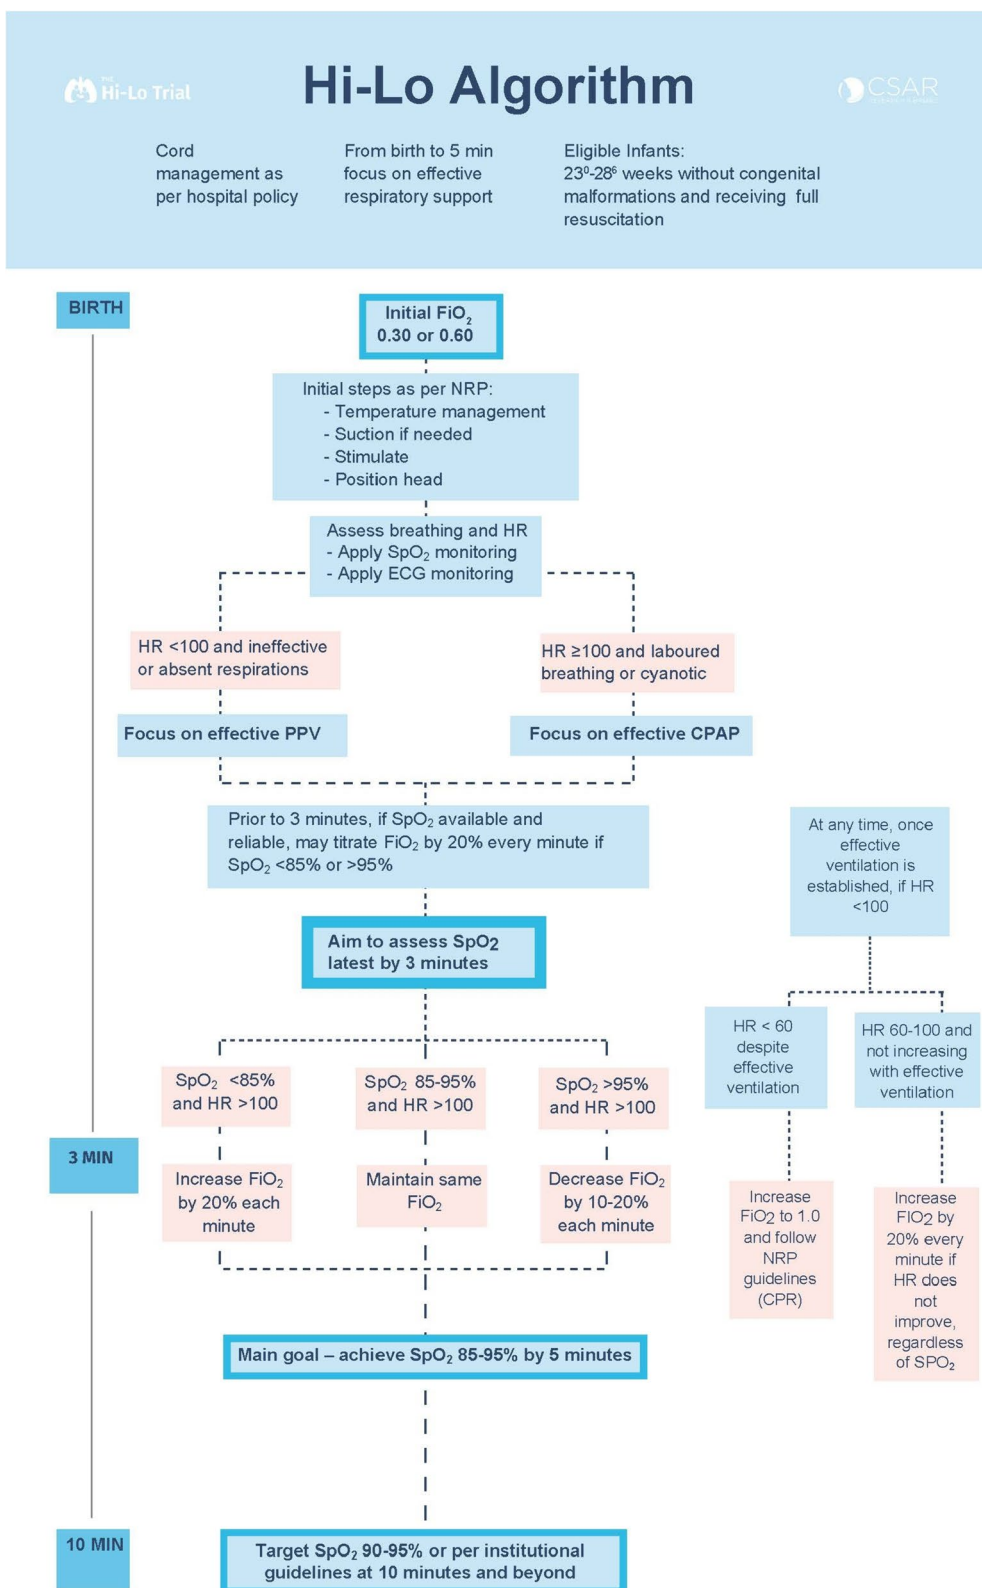 THE
Hi-Lo Trial
Hi-Lo Algorithm
CSAR
Cord
management as
per hospital policy
From birth to 5 min
focus on effective
respiratory support
Eligible Infants:
23⁰-28⁶ weeks without congenital
malformations and receiving full
resuscitation
BIRTH
Initial FiO₂
0.30 or 0.60
Initial steps as per NRP:
- Temperature management
- Suction if needed
- Stimulate
- Position head
Assess breathing and HR
- Apply SpO₂ monitoring
- Apply ECG monitoring
HR <100 and ineffective
or absent respirations
HR ≥100 and laboured
breathing or cyanotic
Focus on effective PPV
Focus on effective CPAP
Prior to 3 minutes, if SpO₂ available and
reliable, may titrate FiO₂ by 20% every minute if
SpO₂ <85% or >95%
Aim to assess SpO₂
latest by 3 minutes
SpO₂ <85%
and HR >100
SpO₂ 85-95%
and HR >100
SpO₂ >95%
and HR >100
3 MIN
Increase FiO₂
by 20% each
minute
Maintain same
FiO₂
Decrease FiO₂
by 10-20%
each minute
At any time, once
effective
ventilation is
established, if HR
<100
HR < 60
despite
effective
ventilation
HR 60-100 and
not increasing
with effective
ventilation
Increase
FiO₂ to 1.0
and follow
NRP
guidelines
(CPR)
Increase
FIO₂ by
20% every
minute if
HR does
not
improve,
regardless
of SPO₂
Main goal – achieve SpO₂ 85-95% by 5 minutes
10 MIN
Target SpO₂ 90-95% or per institutional
guidelines at 10 minutes and beyond